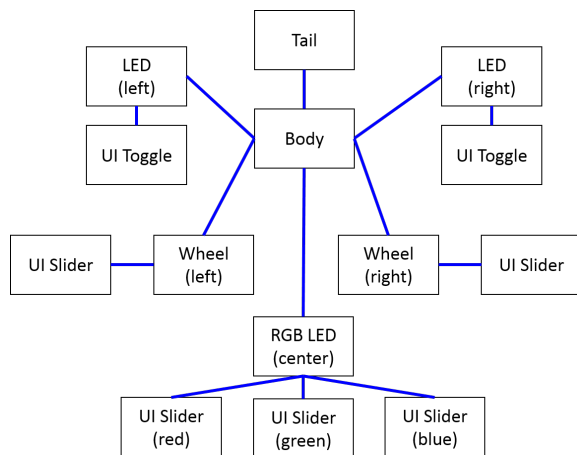 Tail
LED
(left)
LED
(right)
Body
UI Toggle
UI Toggle
UI Slider
Wheel
(left)
Wheel
(right)
UI Slider
RGB LED
(center)
UI Slider
(red)
UI Slider
(green)
UI Slider
(blue)